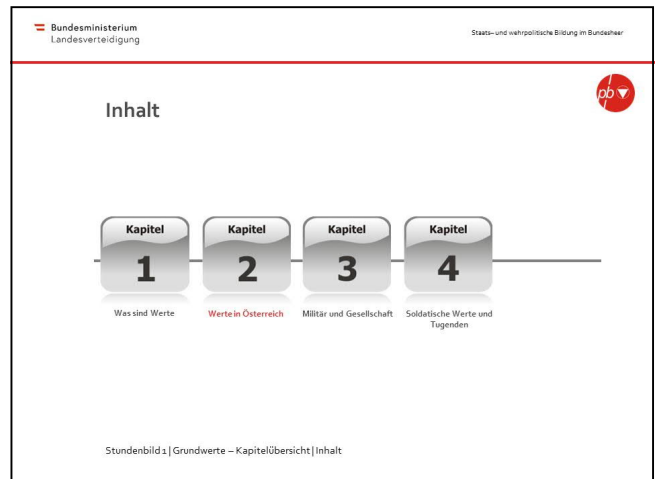 Bundesministerium
Landesverteidigung
Staats- und wehrpolitische Bildung im Bundesheer
pb
Inhalt
Kapitel
1
Kapitel
2
Kapitel
3
Kapitel
4
Was sind Werte
Werte in Österreich
Militär und Gesellschaft
Soldatische Werte und
Tugenden
Stundenbild 1 | Grundwerte – Kapitelübersicht | Inhalt